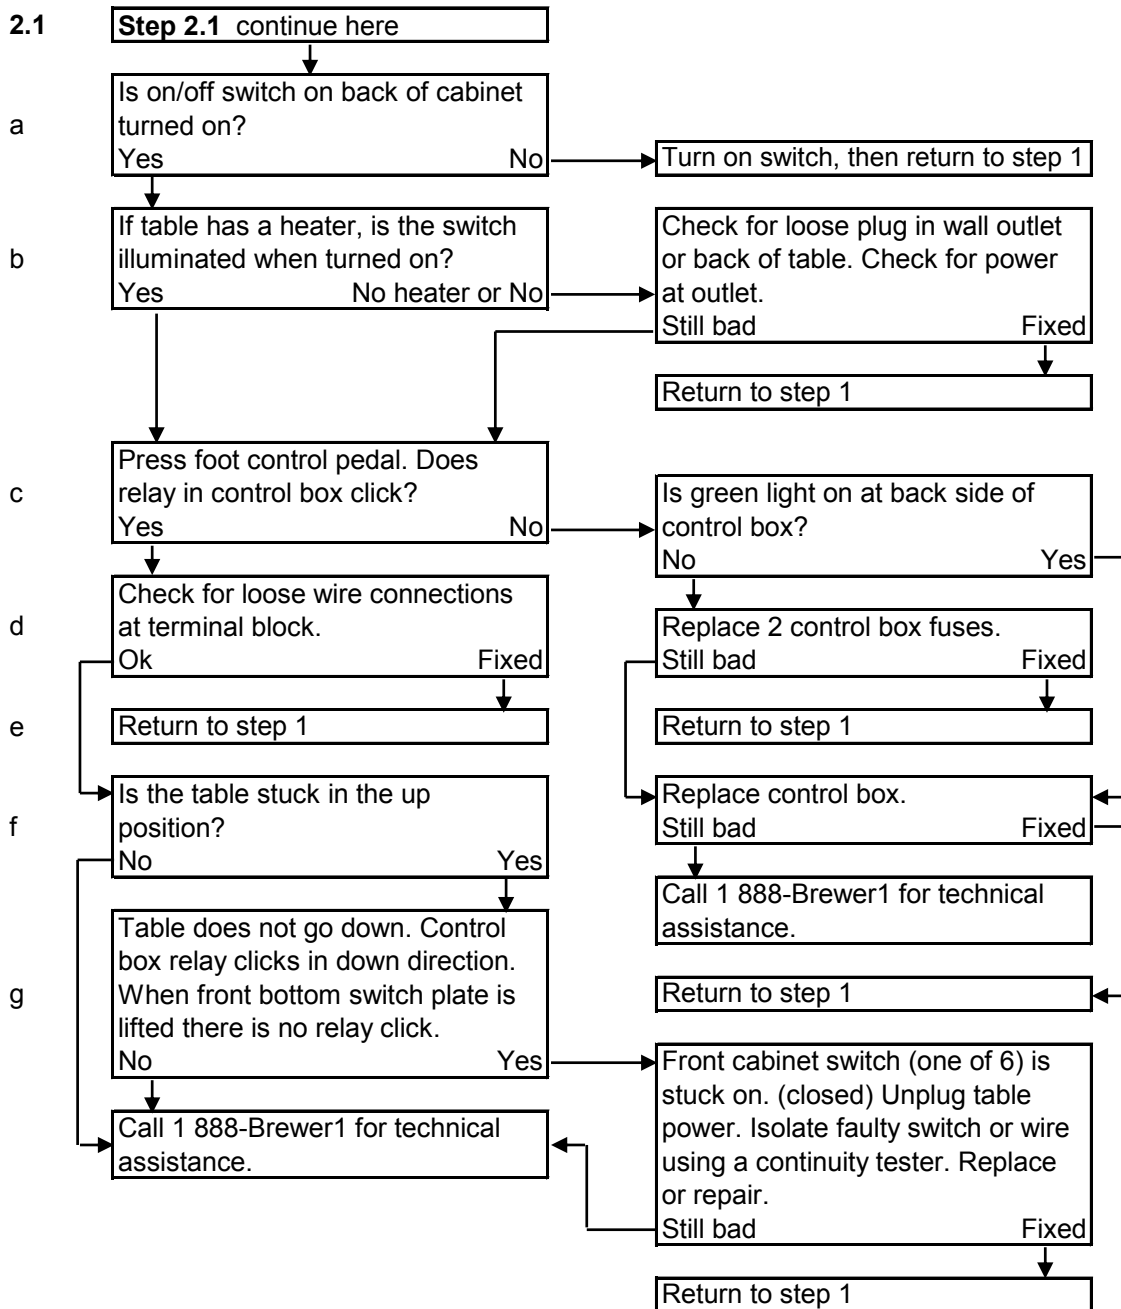 2.1
Step 2.1 continue here
a
Is on/off switch on back of cabinet
turned on?
Yes No
Turn on switch, then return to step 1
b
If table has a heater, is the switch
illuminated when turned on?
Yes No heater or No
Check for loose plug in wall outlet
or back of table. Check for power
at outlet.
Still bad Fixed
Return to step 1
c
Press foot control pedal. Does
relay in control box click?
Yes No
Is green light on at back side of
control box?
No Yes
d
Check for loose wire connections
at terminal block.
Ok Fixed
Replace 2 control box fuses.
Still bad Fixed
e
Return to step 1
Return to step 1
f
Is the table stuck in the up
position?
No Yes
Replace control box.
Still bad Fixed
Call 1 888-Brewer1 for technical
assistance.
g
Table does not go down. Control
box relay clicks in down direction.
When front bottom switch plate is
lifted there is no relay click.
No Yes
Return to step 1
Front cabinet switch (one of 6) is
stuck on. (closed) Unplug table
power. Isolate faulty switch or wire
using a continuity tester. Replace
or repair.
Still bad Fixed
Call 1 888-Brewer1 for technical
assistance.
Return to step 1